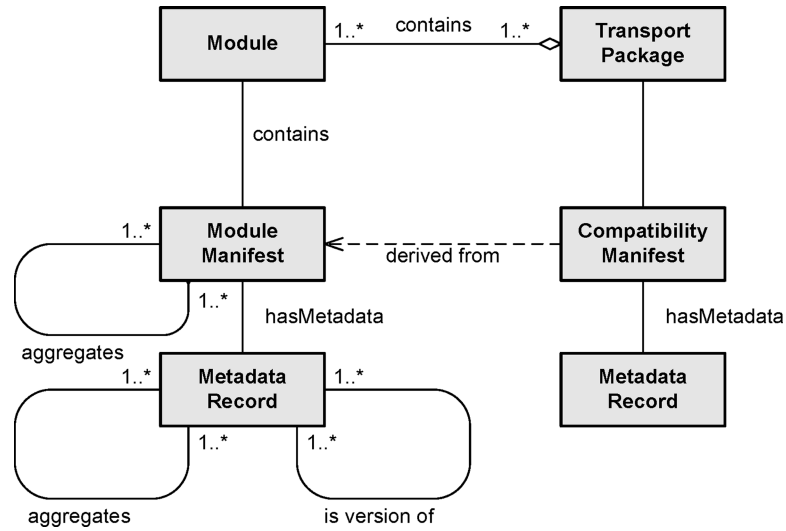 Module
1..*
contains
1..*
Transport
Package
contains
1..*
Module
Manifest
derived from
Compatibility
Manifest
1..*
hasMetadata
hasMetadata
aggregates
1..*
Metadata
Record
1..*
Metadata
Record
1..*
1..*
aggregates
is version of